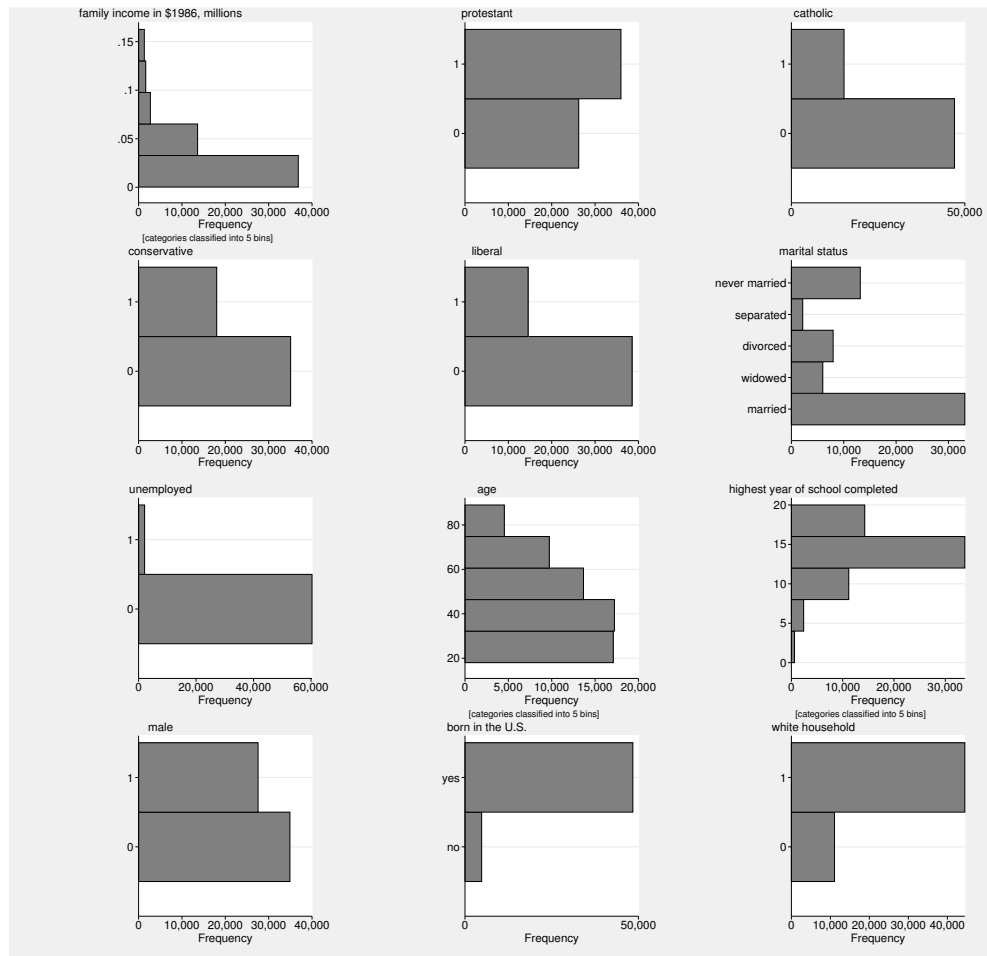 family income in $1986, millions
.15
.1
.05
0
0 10,000 20,000 30,000 40,000
Frequency
[categories classified into 5 bins]
protestant
1
0
0 10,000 20,000 30,000 40,000
Frequency
catholic
1
0
0 50,000
Frequency
conservative
1
0
0 10,000 20,000 30,000 40,000
Frequency
liberal
1
0
0 10,000 20,000 30,000 40,000
Frequency
marital status
never married
separated
divorced
widowed
married
0 10,000 20,000 30,000
Frequency
unemployed
1
0
0 20,000 40,000 60,000
Frequency
age
80
60
40
20
0 5,000 10,000 15,000 20,000
Frequency
[categories classified into 5 bins]
highest year of school completed
20
15
10
5
0
0 10,000 20,000 30,000
Frequency
[categories classified into 5 bins]
male
1
0
0 10,000 20,000 30,000 40,000
Frequency
born in the U.S.
yes
no
0 50,000
Frequency
white household
1
0
0 10,000 20,000 30,000 40,000
Frequency